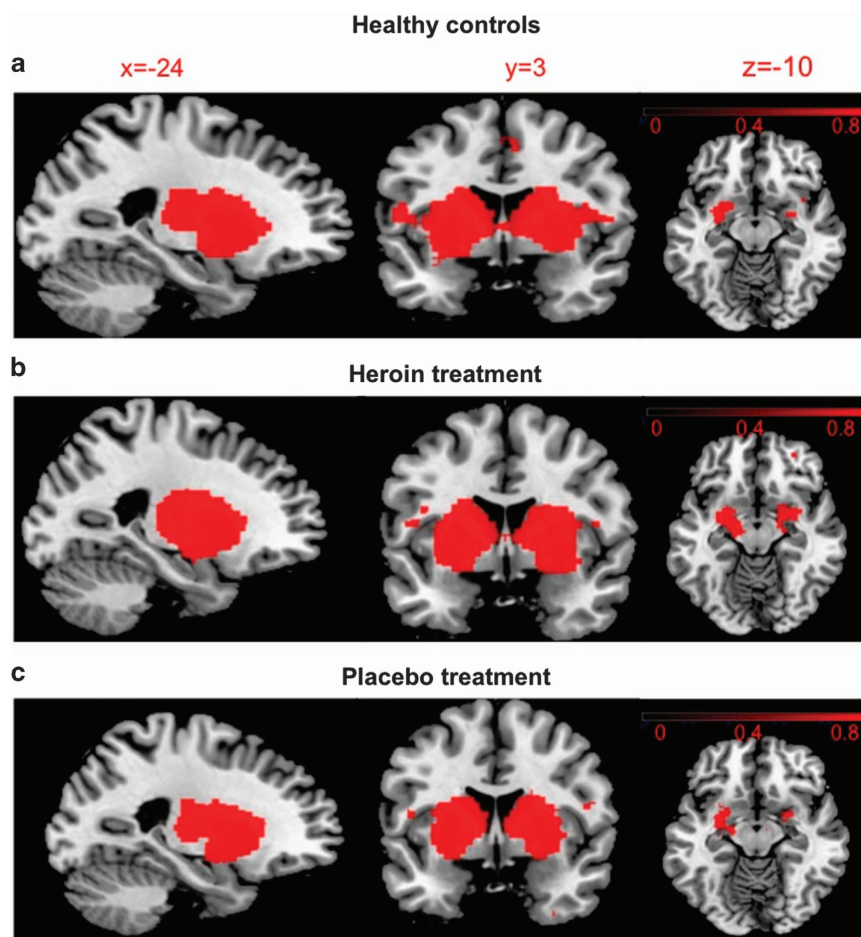 Healthy controls
a
x=-24 y=3 z=-10
0 0.4 0.8
b
Heroin treatment
0 0.4 0.8
c
Placebo treatment
0 0.4 0.8